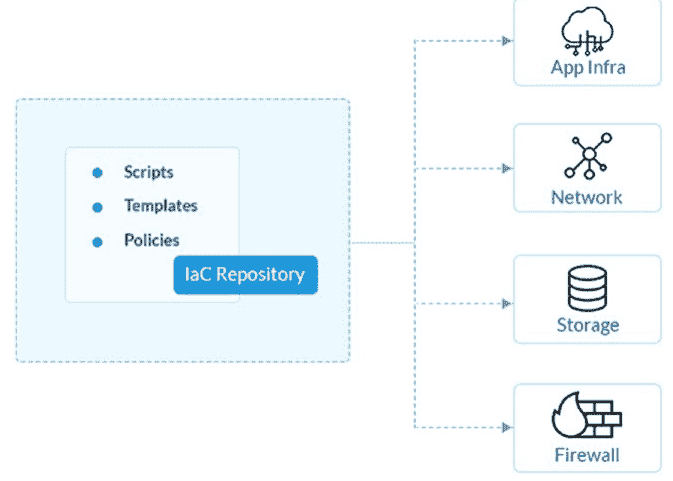 Scripts
Templates
Policies
IaC Repository
App Infra
Network
Storage
Firewall